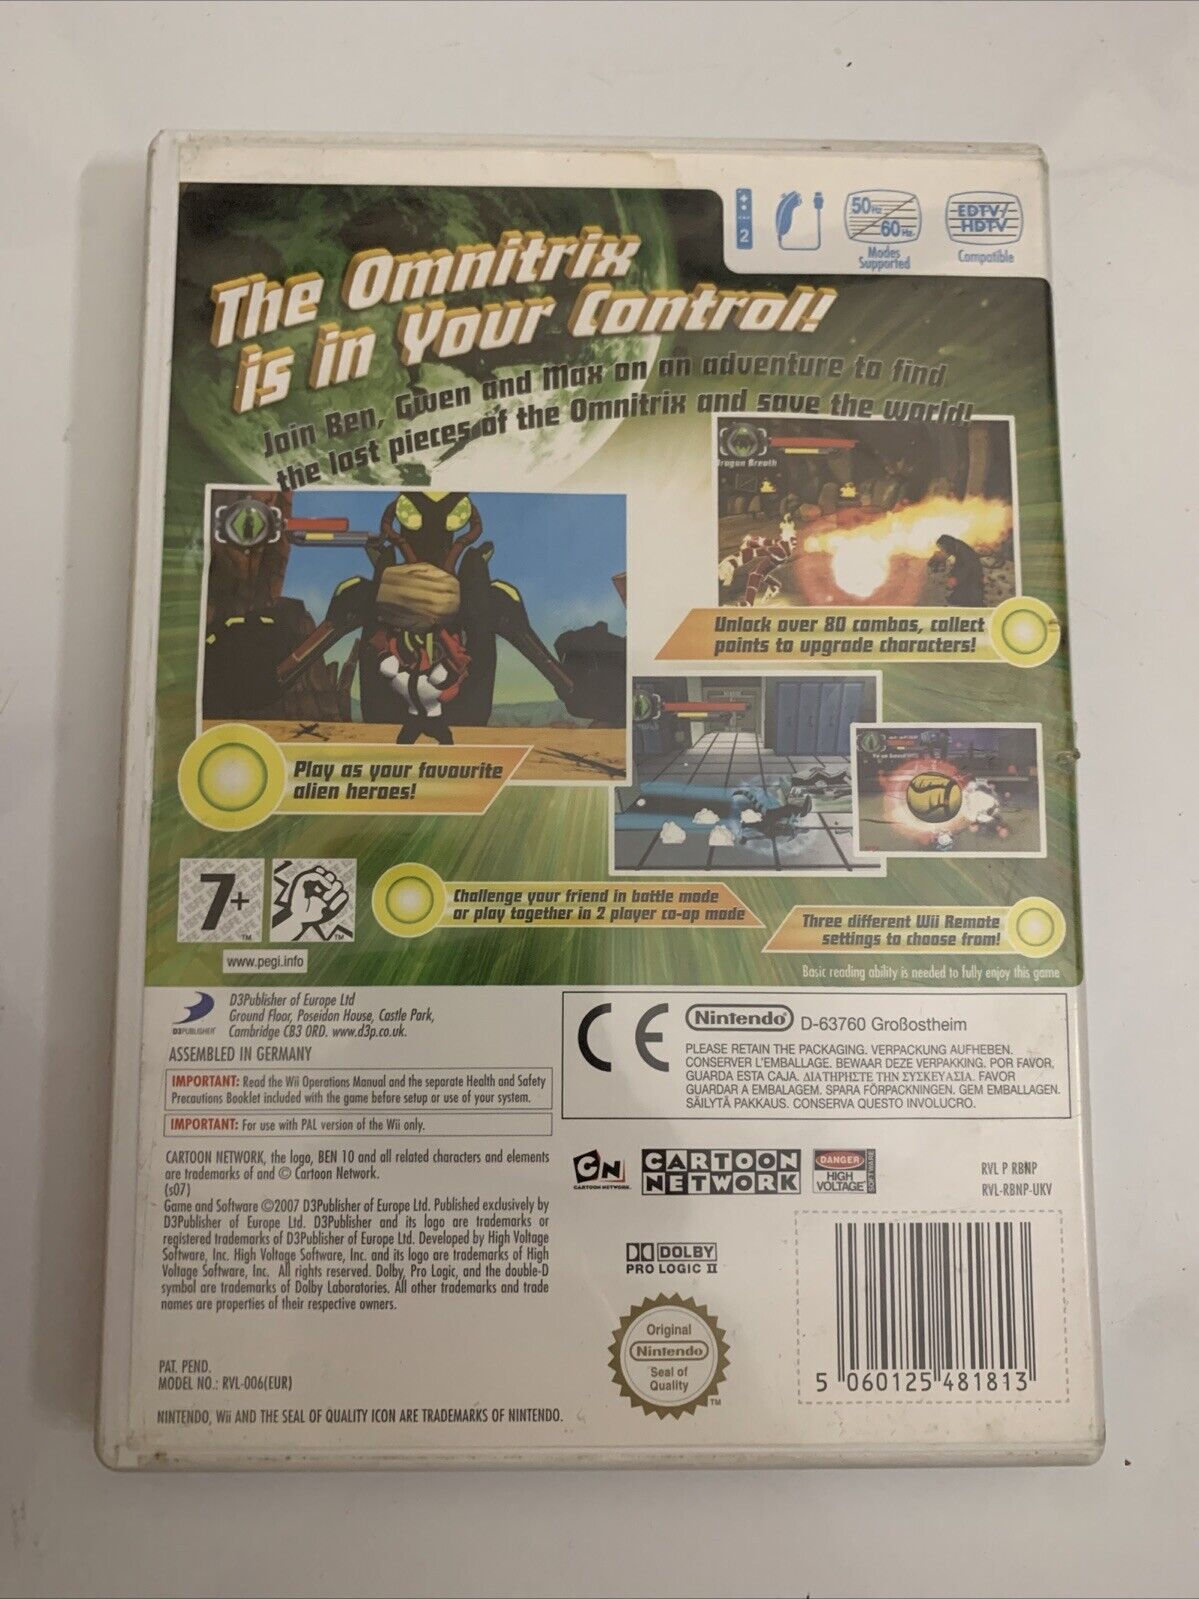 2
50Hz
60Hz
Modes
Supported
EDTV/
HDTV
Compatible
The Omnitrix
is in Your Control!
Join Ben, Gwen and Max on an adventure to find
the lost pieces of the Omnitrix and save the world!
Dragon Breath
Unlock over 80 combos, collect
points to upgrade characters!
Play as your favourite
alien heroes!
7+
TM
TM
www.pegi.info
Challenge your friend in battle mode
or play together in 2 player co-op mode
Three different Wii Remote
settings to choose from!
Basic reading ability is needed to fully enjoy this game
D3PUBLISHER
D3Publisher of Europe Ltd
Ground Floor, Poseidon House, Castle Park,
Cambridge CB3 0RD. www.d3p.co.uk.
ASSEMBLED IN GERMANY
IMPORTANT: Read the Wii Operations Manual and the separate Health and Safety
Precautions Booklet included with the game before setup or use of your system.
IMPORTANT: For use with PAL version of the Wii only.
CE
Nintendo D-63760 Großostheim
PLEASE RETAIN THE PACKAGING. VERPACKUNG AUFHEBEN.
CONSERVER L'EMBALLAGE. BEWAAR DEZE VERPAKKING. POR FAVOR,
GUARDA ESTA CAJA. ΔΙΑΤΗΡΗΣΤΕ ΤΗΝ ΣΥΣΚΕΥΑΣΙΑ. FAVOR
GUARDAR A EMBALAGEM. SPARA FÖRPACKNINGEN. GEM EMBALLAGEN.
SÄILYTÄ PAKKAUS. CONSERVA QUESTO INVOLUCRO.
CARTOON NETWORK, the logo, BEN 10 and all related characters and elements
are trademarks of and © Cartoon Network.
(s07)
Game and Software ©2007 D3Publisher of Europe Ltd. Published exclusively by
D3Publisher of Europe Ltd. D3Publisher and its logo are trademarks or
registered trademarks of D3Publisher of Europe Ltd. Developed by High Voltage
Software, Inc. High Voltage Software, Inc. and its logo are trademarks of High
Voltage Software, Inc. All rights reserved. Dolby, Pro Logic, and the double-D
symbol are trademarks of Dolby Laboratories. All other trademarks and trade
names are properties of their respective owners.
CN
CARTOON NETWORK.
CARTOON
NETWORK
DANGER
HIGH
VOLTAGE
SOFTWARE
RVL P RBNP
RVL-RBNP-UKV
DOLBY
PRO LOGIC II
Original
Nintendo
Seal of
Quality
TM
5 060125 481813
PAT. PEND.
MODEL NO.: RVL-006(EUR)
NINTENDO, Wii AND THE SEAL OF QUALITY ICON ARE TRADEMARKS OF NINTENDO.